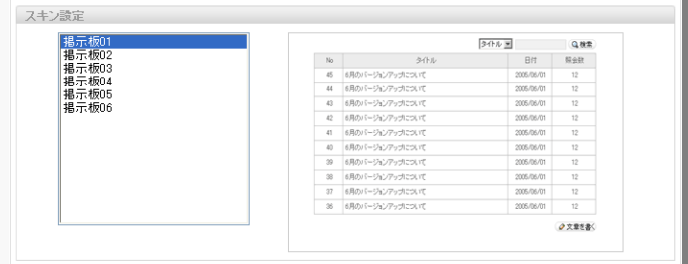 スキン設定
掲示板01
掲示板02
掲示板03
掲示板04
掲示板05
掲示板06
タイトル 検索
No タイトル 日付 照会数
45 6月のバージョンアップについて 2005/06/01 12
44 6月のバージョンアップについて 2005/06/01 12
43 6月のバージョンアップについて 2005/06/01 12
42 6月のバージョンアップについて 2005/06/01 12
41 6月のバージョンアップについて 2005/06/01 12
40 6月のバージョンアップについて 2005/06/01 12
39 6月のバージョンアップについて 2005/06/01 12
38 6月のバージョンアップについて 2005/06/01 12
37 6月のバージョンアップについて 2005/06/01 12
36 6月のバージョンアップについて 2005/06/01 12
文章を書く